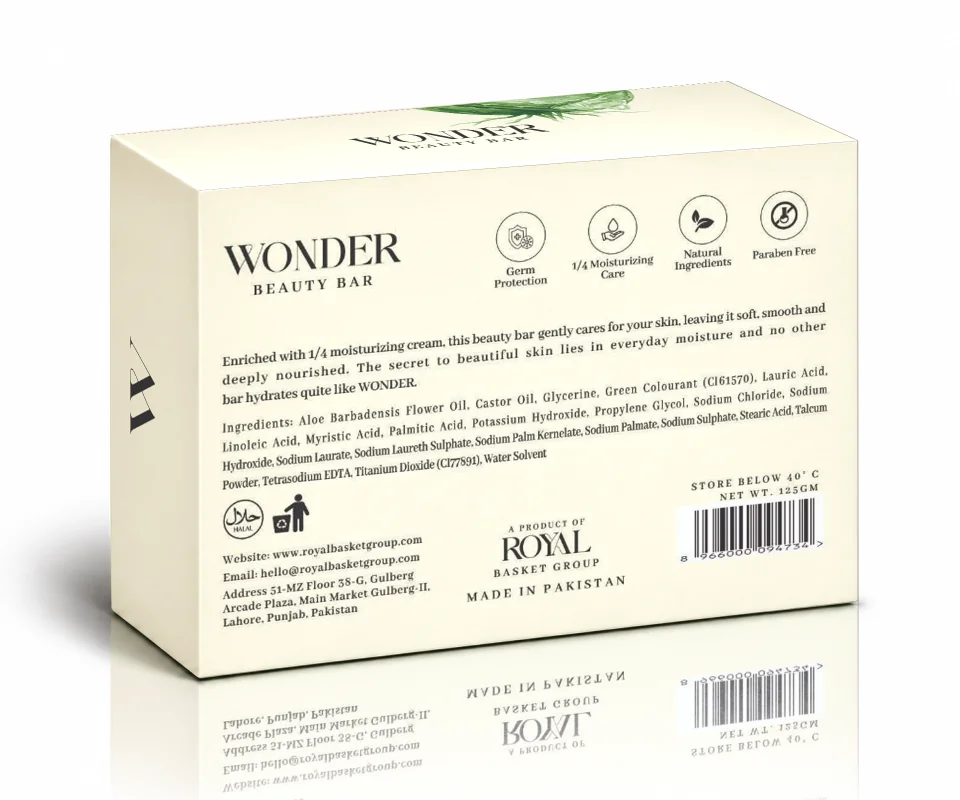 WONDER
BEAUTY BAR
WONDER
BEAUTY BAR
Germ
Protection
1/4 Moisturizing
Care
Natural
Ingredients
Paraben Free
Enriched with 1/4 moisturizing cream, this beauty bar gently cares for your skin, leaving it soft, smooth and
deeply nourished. The secret to beautiful skin lies in everyday moisture and no other
bar hydrates quite like WONDER.
Ingredients: Aloe Barbadensis Flower Oil, Castor Oil, Glycerine, Green Colourant (CI61570), Lauric Acid,
Linoleic Acid, Myristic Acid, Palmitic Acid, Potassium Hydroxide, Propylene Glycol, Sodium Chloride, Sodium
Hydroxide, Sodium Laurate, Sodium Laureth Sulphate, Sodium Palm Kernelate, Sodium Palmate, Sodium Sulphate, Stearic Acid, Talcum
Powder, Tetrasodium EDTA, Titanium Dioxide (CI77891), Water Solvent
حلال
HALAL
Website: www.royalbasketgroup.com
Email: hello@royalbasketgroup.com
Address 51-MZ Floor 38-G, Gulberg
Arcade Plaza, Main Market Gulberg-II,
Lahore, Punjab, Pakistan
A PRODUCT OF
ROYAL
BASKET GROUP
MADE IN PAKISTAN
STORE BELOW 40° C
NET WT. 125GM
8 966000 094734 >